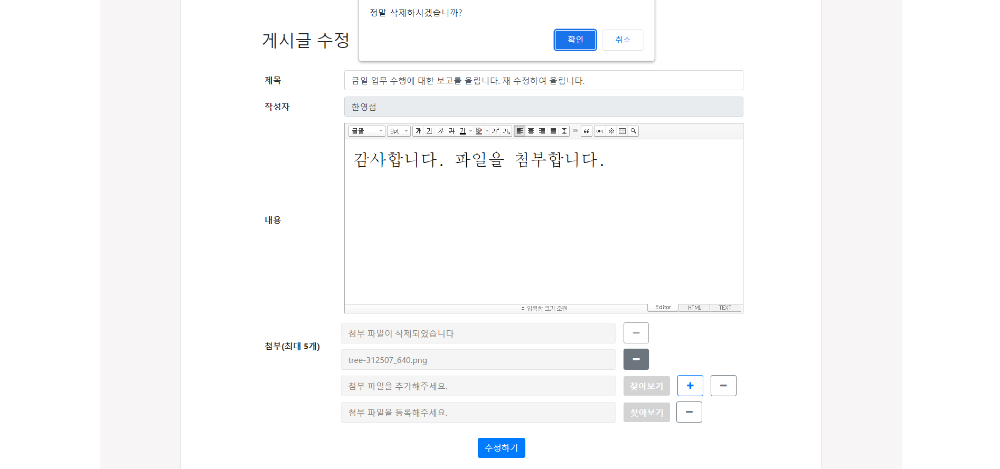 정말 삭제하시겠습니까?
확인 취소
게시글 수정
제목 금일 업무 수행에 대한 보고를 올립니다. 재 수정하여 올립니다.
작성자 한영섭
글꼴 9pt 가 가 가 가 가 가¹ 가₁ » “ URL ※
감사합니다. 파일을 첨부합니다.
내용
입력창 크기 조절 Editor HTML TEXT
첨부(최대 5개)
첨부 파일이 삭제되었습니다 −
tree-312507_640.png −
첨부 파일을 추가해주세요. 찾아보기 + −
첨부 파일을 등록해주세요. 찾아보기 −
수정하기